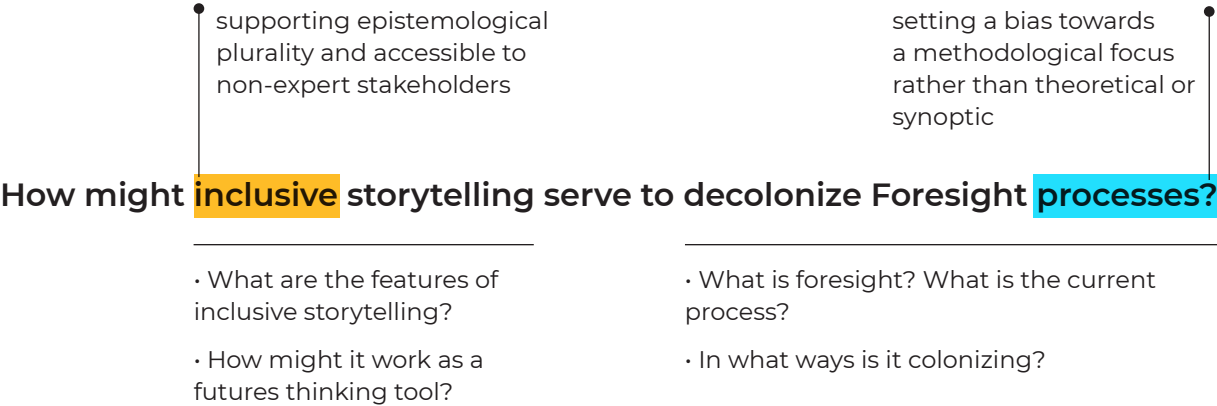 supporting epistemological
plurality and accessible to
non-expert stakeholders
setting a bias towards
a methodological focus
rather than theoretical or
synoptic
How might inclusive storytelling serve to decolonize Foresight processes?
• What are the features of
inclusive storytelling?
• How might it work as a
futures thinking tool?
• What is foresight? What is the current
process?
• In what ways is it colonizing?